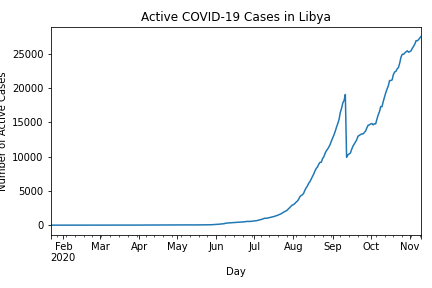 Active COVID-19 Cases in Libya
Number of Active Cases
25000
20000
15000
10000
5000
0
Feb Mar Apr May Jun Jul Aug Sep Oct Nov
2020
Day